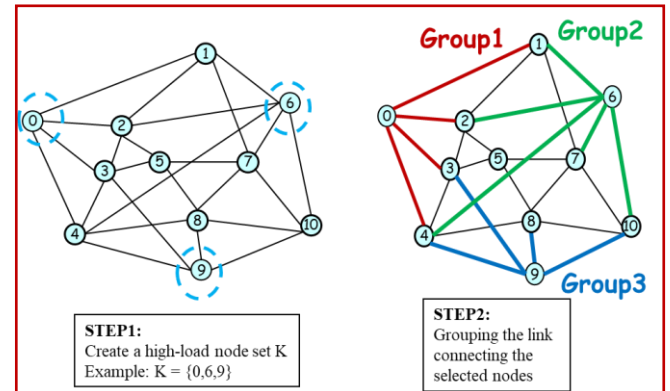 1
6
0
2
5
3
7
8
4
10
9
STEP1:
Create a high-load node set K
Example: K = {0,6,9}
Group1
Group2
1
6
0
2
5
7
3
8
10
4
9
Group3
STEP2:
Grouping the link
connecting the
selected nodes